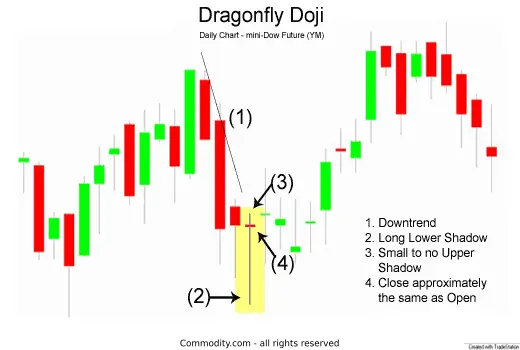 Dragonfly Doji
Daily Chart - mini-Dow Future (YM)
(1)
(3)
(4)
(2)
1. Downtrend
2. Long Lower Shadow
3. Small to no Upper
Shadow
4. Close approximately
the same as Open
Commodity.com - all rights reserved
Created with TradeStation